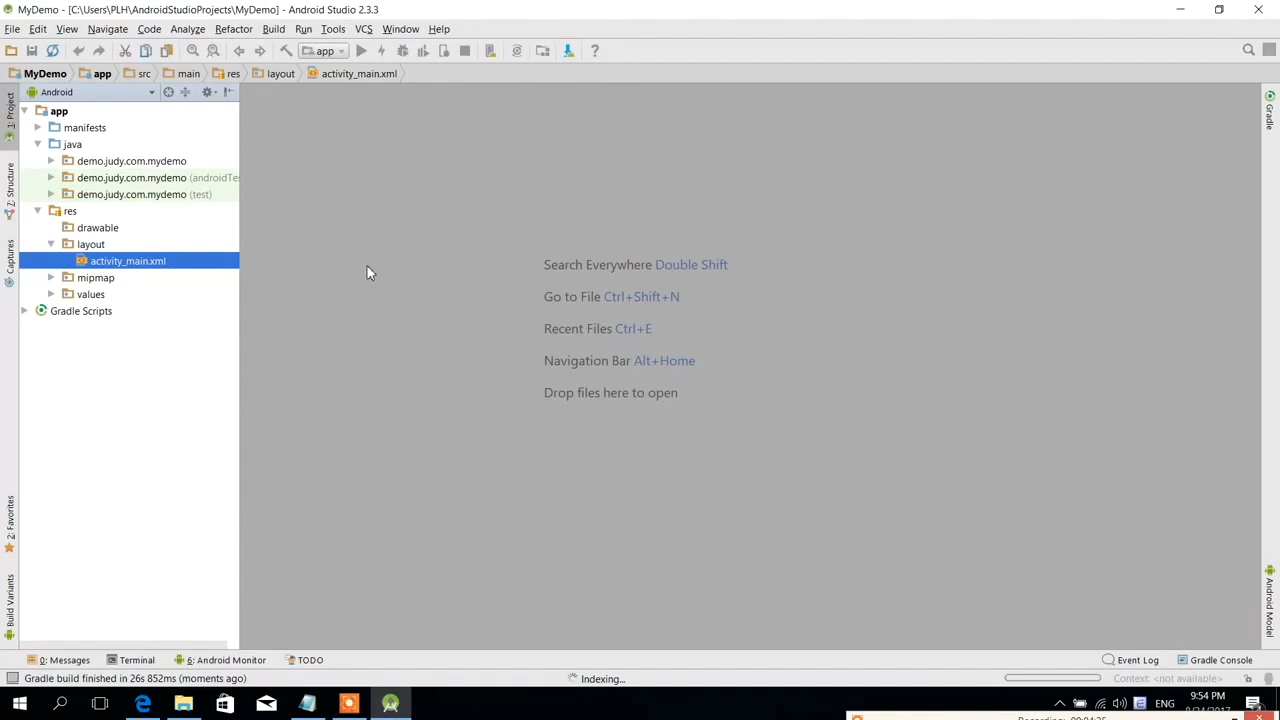 MyDemo - [C:\Users\PLH\AndroidStudioProjects\MyDemo] - Android Studio 2.3.3
File Edit View Navigate Code Analyze Refactor Build Run Tools VCS Window Help
app
MyDemo app src main res layout activity_main.xml
Android
1: Project
Z: Structure
Captures
2: Favorites
Build Variants
app
manifests
java
demo.judy.com.mydemo
demo.judy.com.mydemo (androidTes
demo.judy.com.mydemo (test)
res
drawable
layout
activity_main.xml
mipmap
values
Gradle Scripts
Search Everywhere Double Shift
Go to File Ctrl+Shift+N
Recent Files Ctrl+E
Navigation Bar Alt+Home
Drop files here to open
Gradle
Android Model
0: Messages Terminal 6: Android Monitor TODO Event Log Gradle Console
Gradle build finished in 26s 852ms (moments ago) Indexing... Context: <not available>
ENG 9:54 PM
8/24/2017